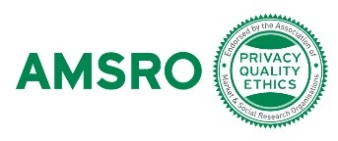 AMSRO
Endorsed by the Association of
PRIVACY
QUALITY
ETHICS
Market & Social Research Organisations